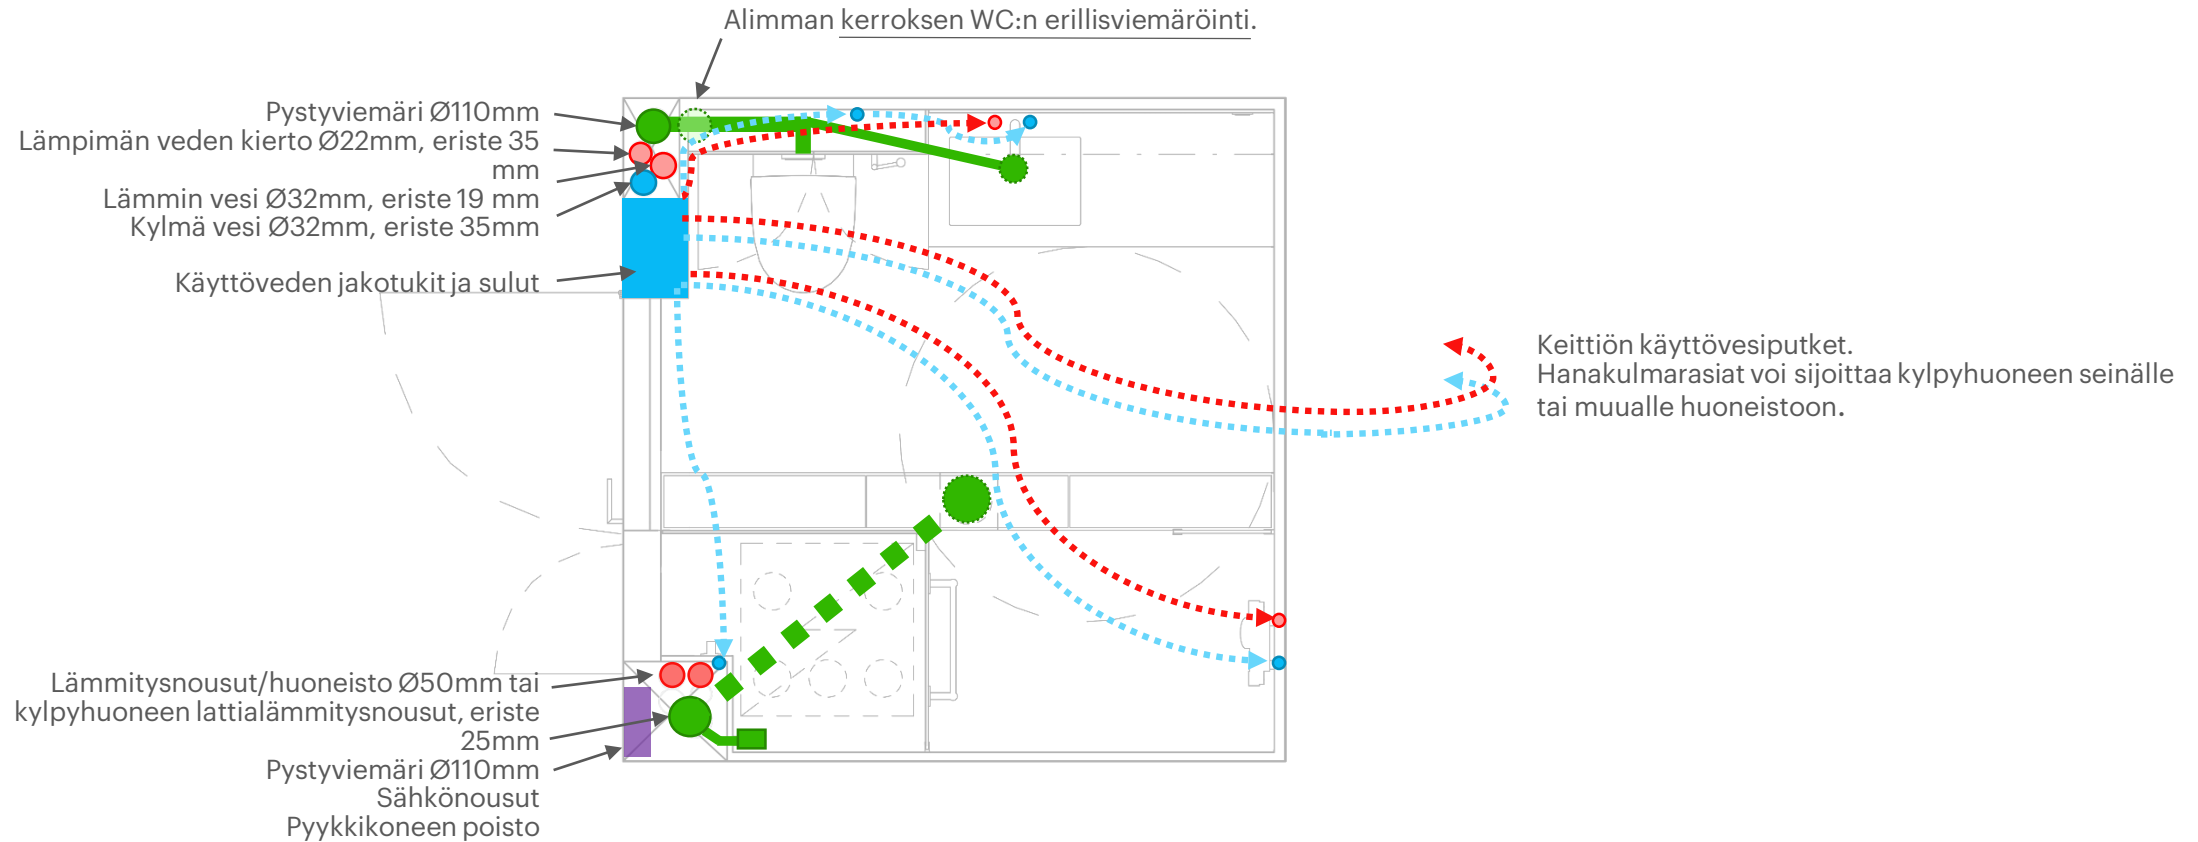 Alimman kerroksen WC:n erillisviemäröinti.
Pystyviemäri Ø110mm
Lämpimän veden kierto Ø22mm, eriste 35
mm
Lämmin vesi Ø32mm, eriste 19 mm
Kylmä vesi Ø32mm, eriste 35mm
Käyttöveden jakotukit ja sulut
Keittiön käyttövesiputket.
Hanakulmarasiat voi sijoittaa kylpyhuoneen seinälle
tai muualle huoneistoon.
Lämmitysnousut/huoneisto Ø50mm tai
kylpyhuoneen lattialämmitysnousut, eriste
25mm
Pystyviemäri Ø110mm
Sähkönousut
Pyykkikoneen poisto